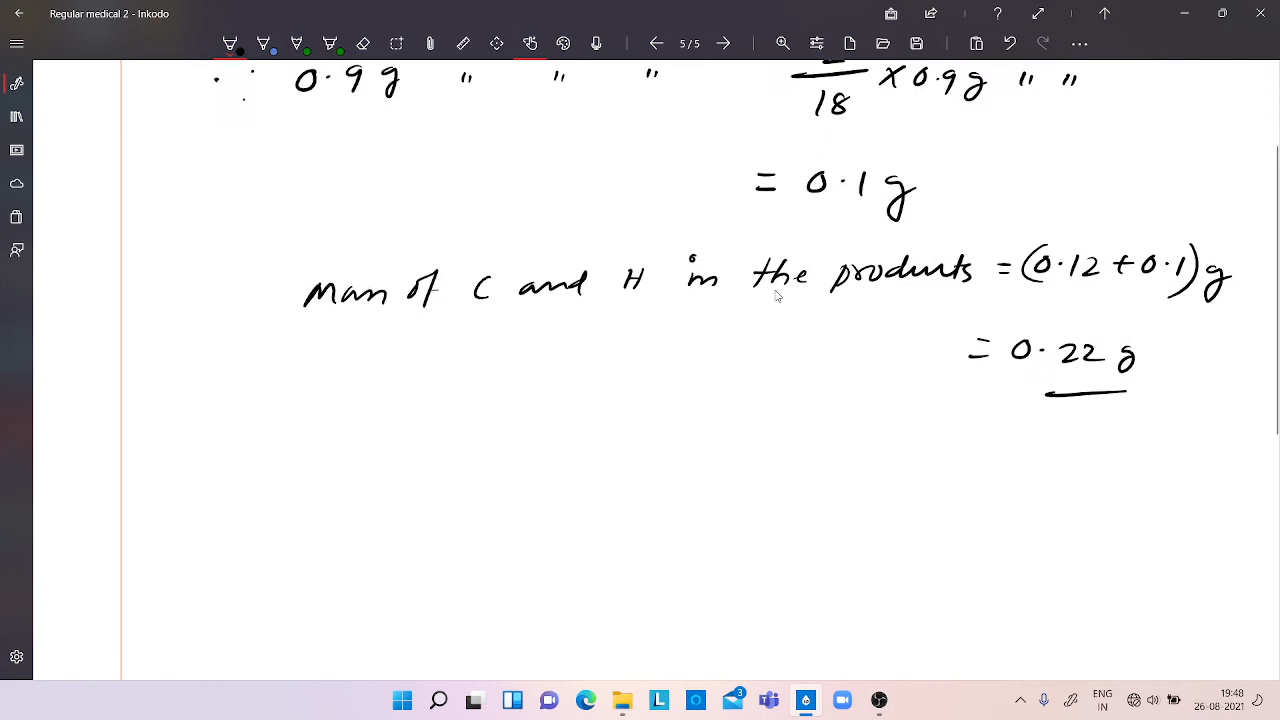 Regular medical 2 - Inkodo
5/5
∵ 0.9 g " " " /18 × 0.9 g " "
= 0.1 g
Mass of C and H in the products = (0.12 + 0.1) g
= 0.22 g
3
ENG
IN
19:48
26-08-2021